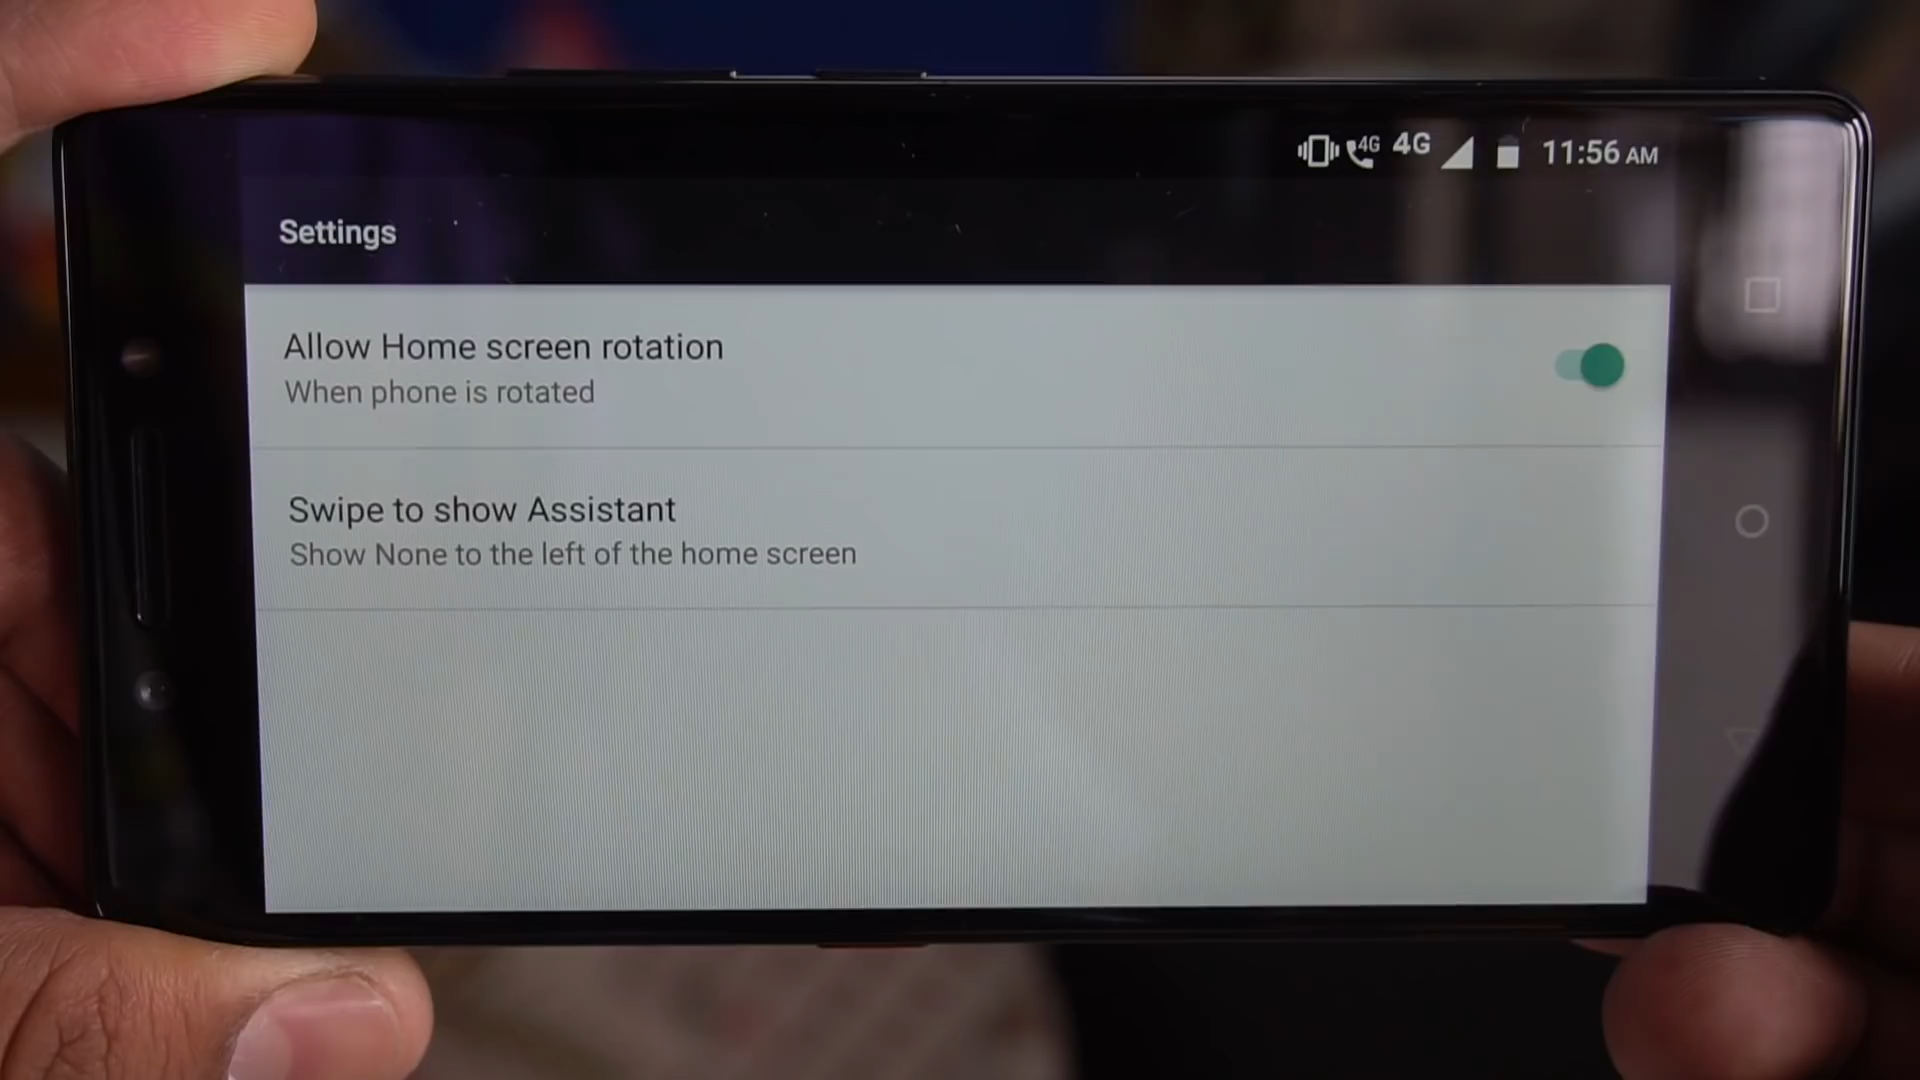 4G 4G 11:56 AM
Settings
Allow Home screen rotation
When phone is rotated
Swipe to show Assistant
Show None to the left of the home screen